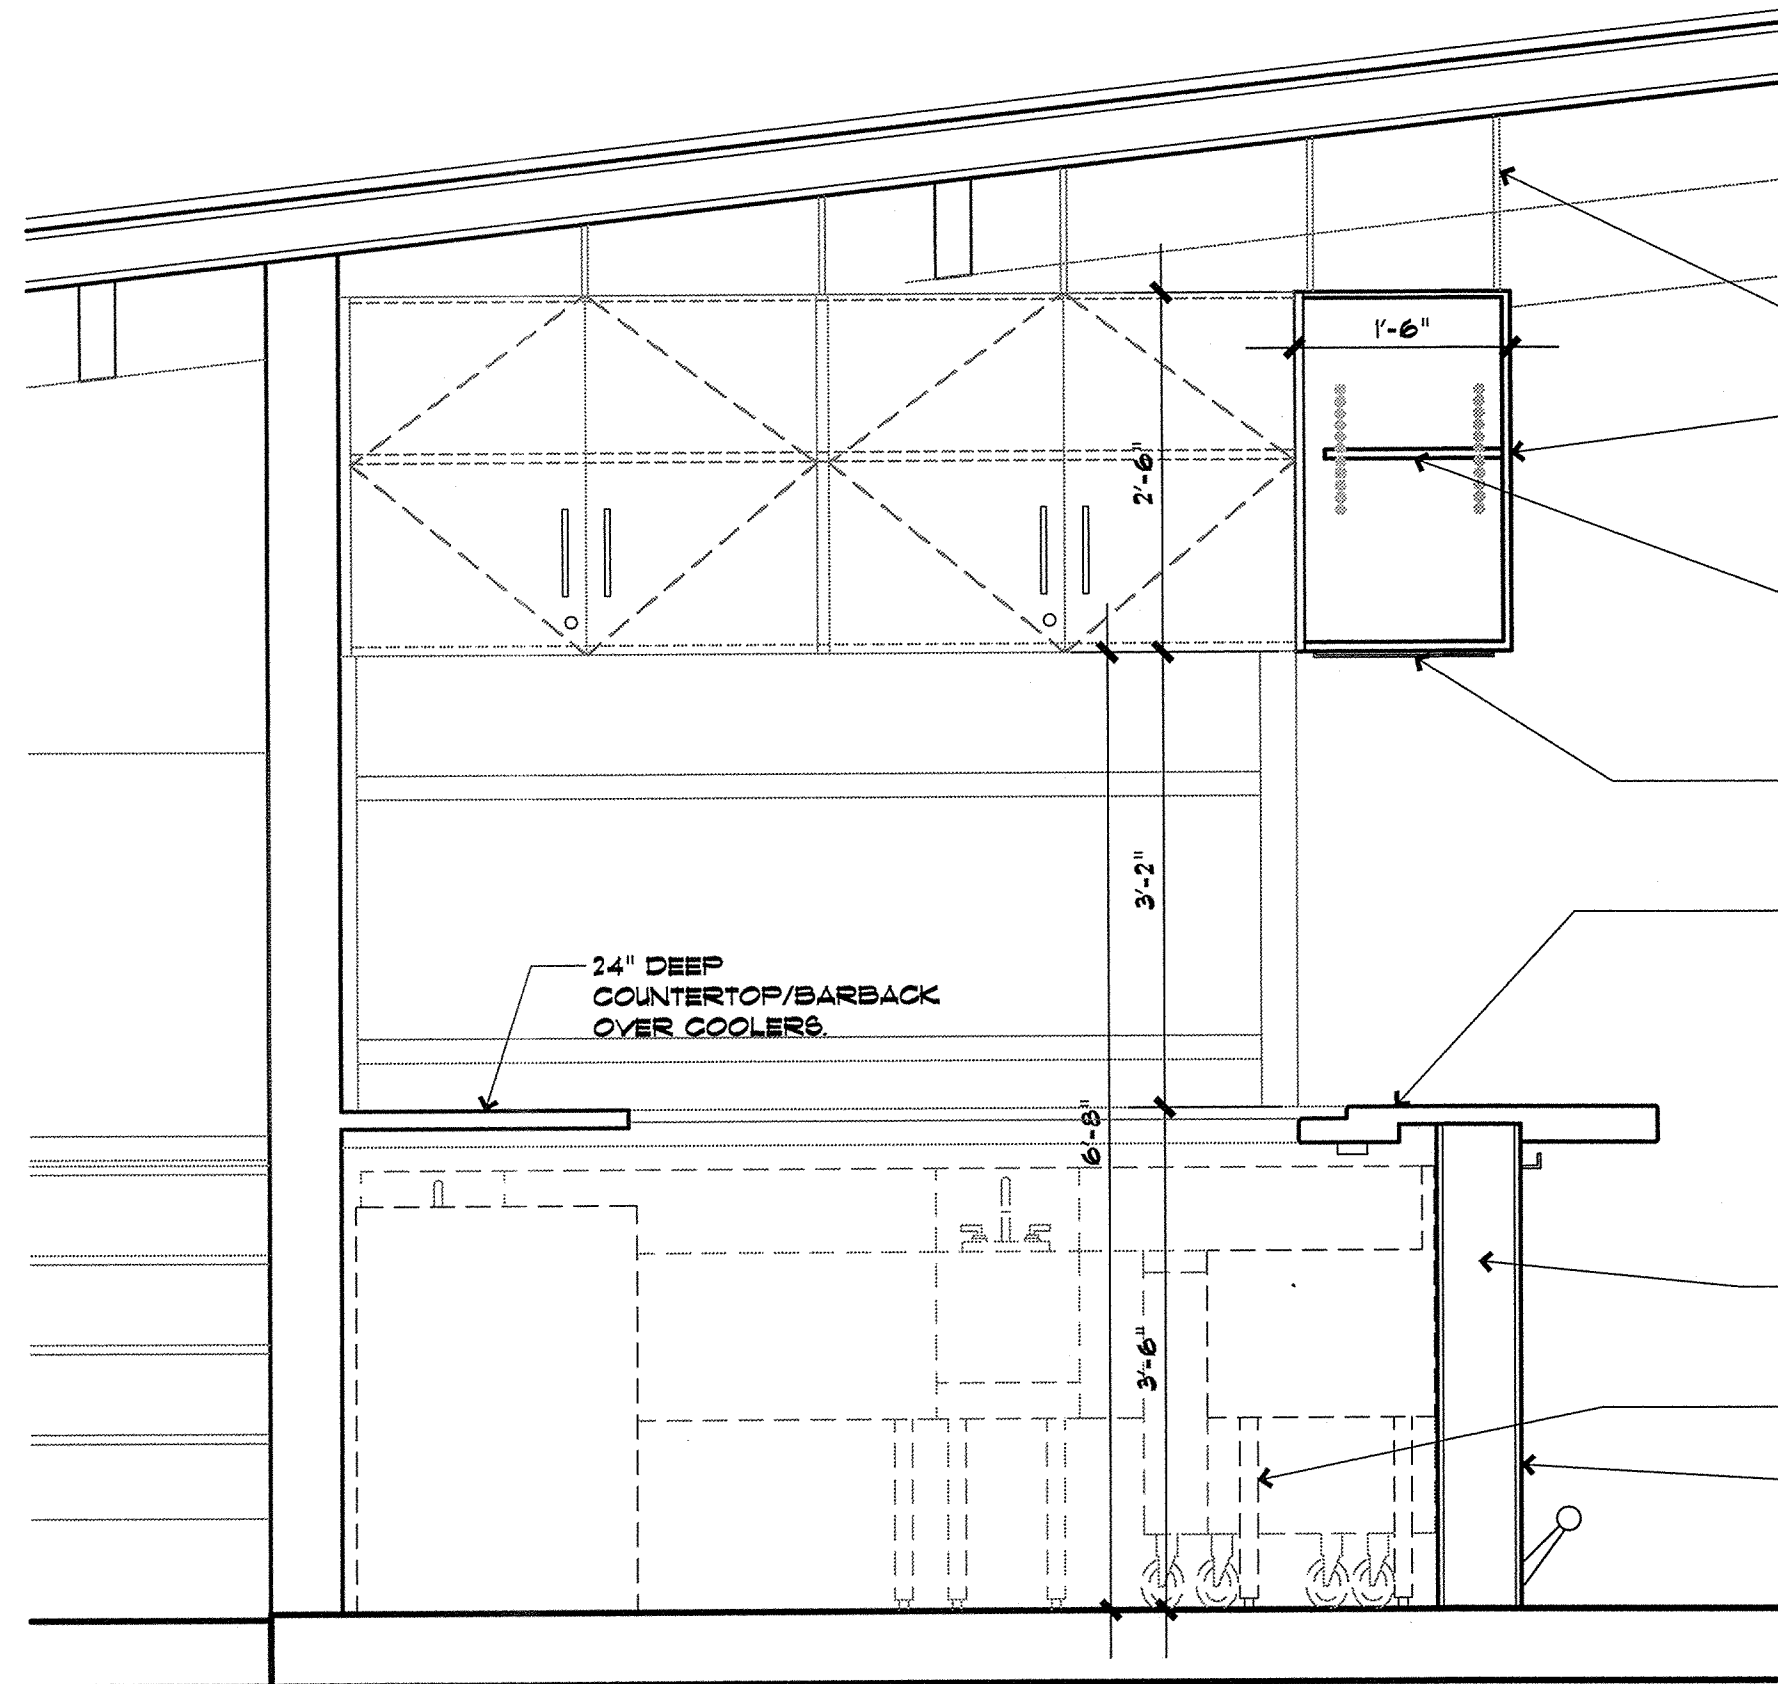 1'-6"
2'-6"
3'-2"
24" DEEP
COUNTERTOP/BARBACK
OVER COOLERS.
6'-8"
3'-6"